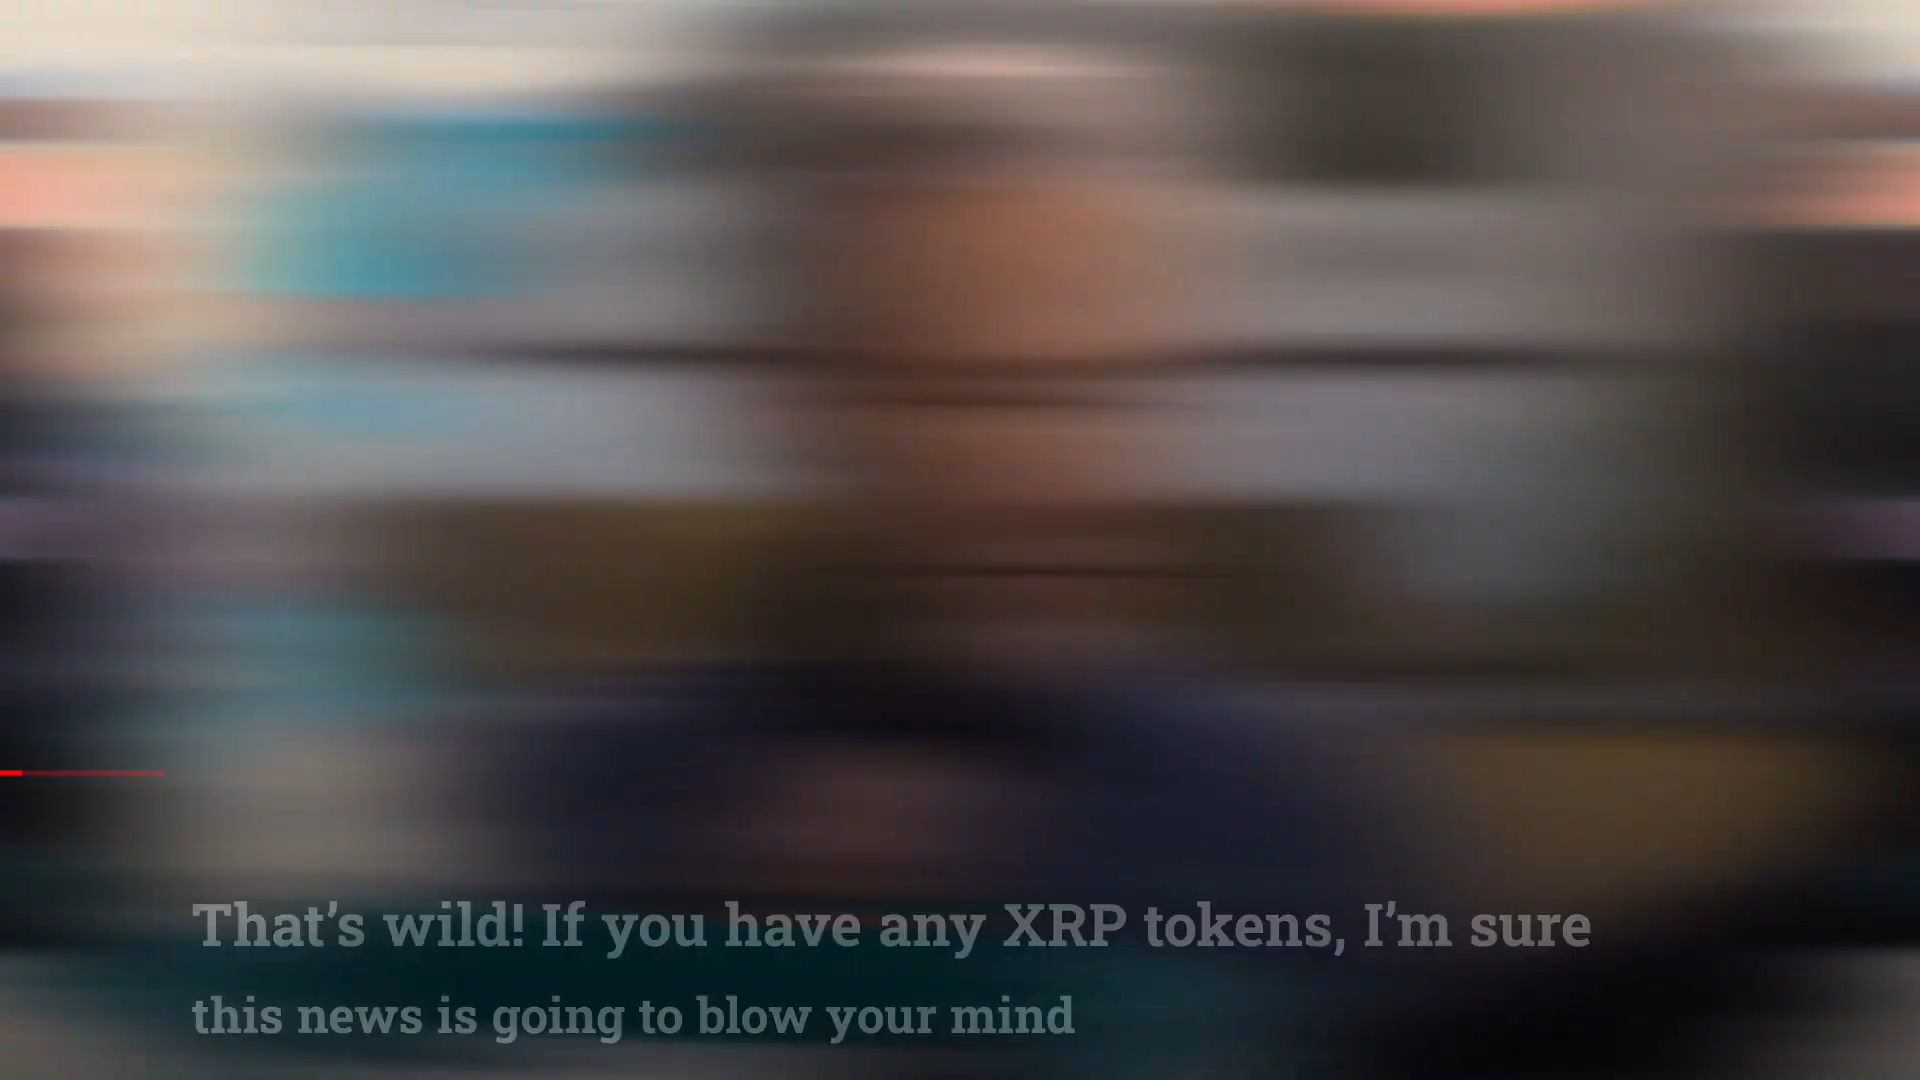 That’s wild! If you have any XRP tokens, I’m sure
this news is going to blow your mind